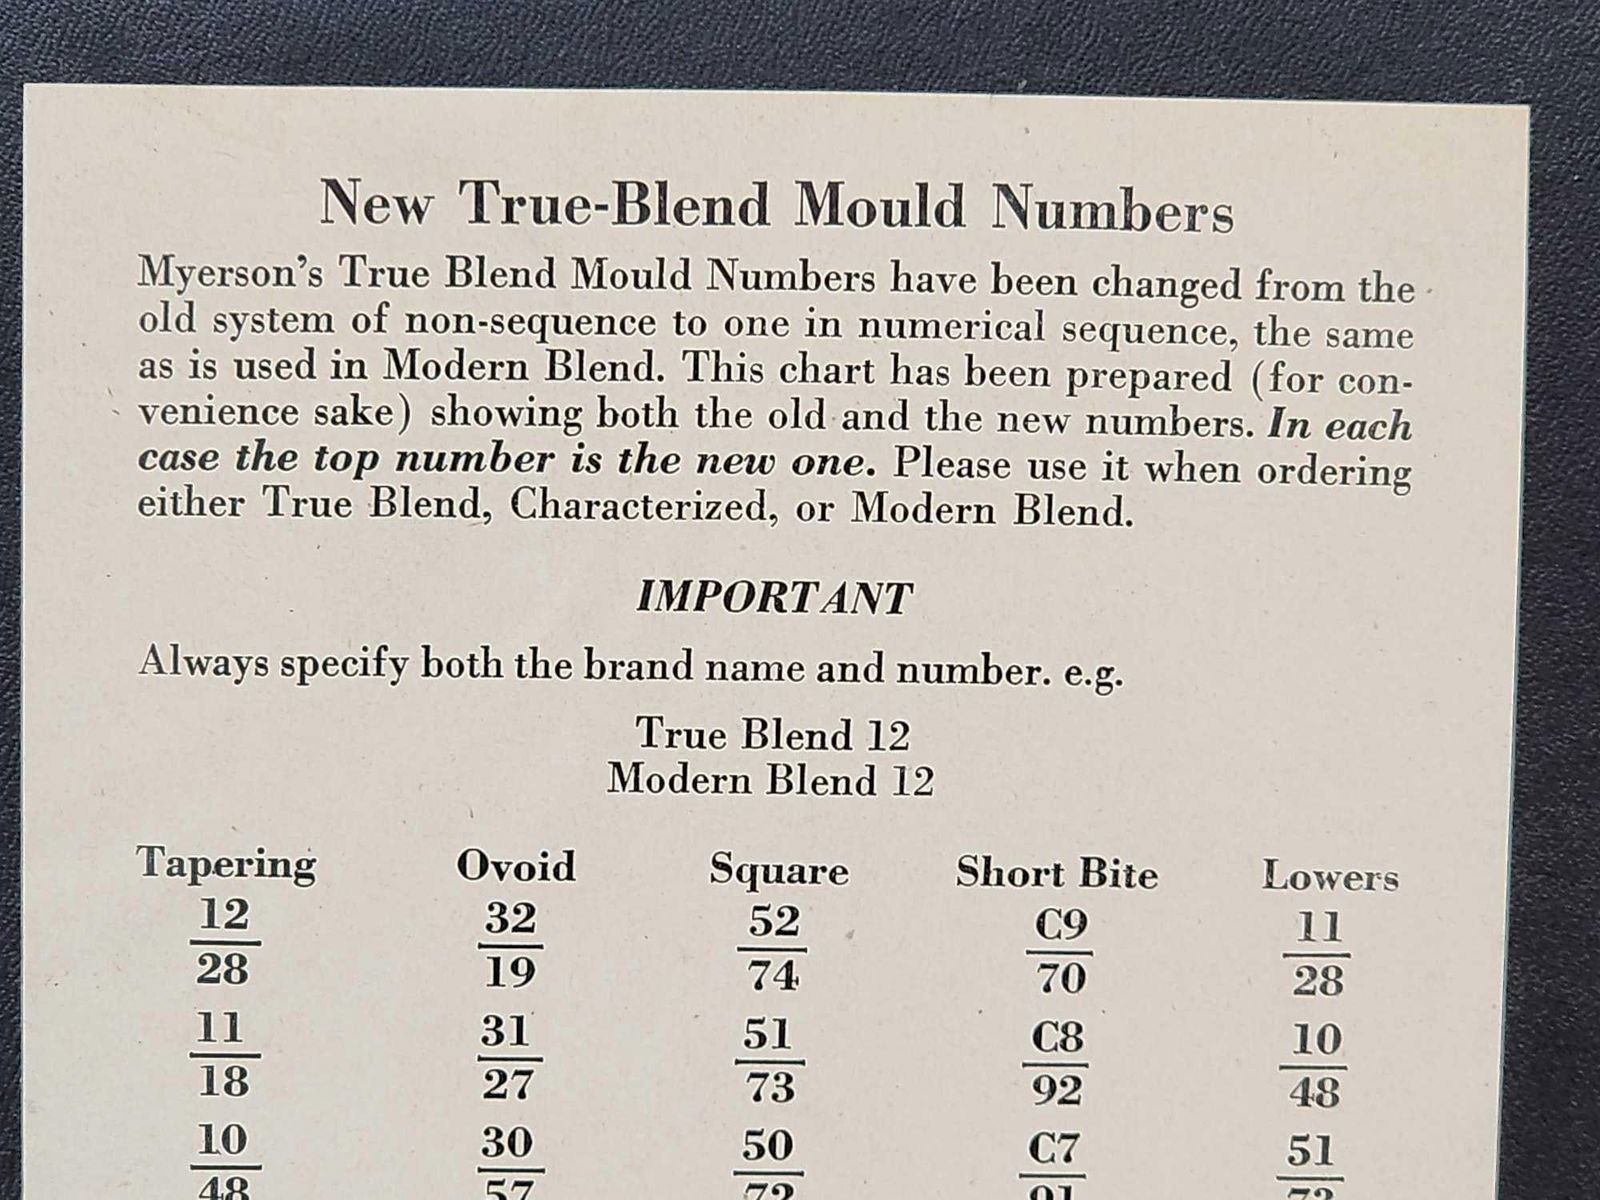 New True-Blend Mould Numbers
Myerson's True Blend Mould Numbers have been changed from the
old system of non-sequence to one in numerical sequence, the same
as is used in Modern Blend. This chart has been prepared (for con-
venience sake) showing both the old and the new numbers. In each
case the top number is the new one. Please use it when ordering
either True Blend, Characterized, or Modern Blend.
IMPORTANT
Always specify both the brand name and number. e.g.
True Blend 12
Modern Blend 12
Tapering Ovoid Square Short Bite Lowers
12 32 52 C9 11
28 19 74 70 28
11 31 51 C8 10
18 27 73 92 48
10 30 50 C7 51
48 57 72 91 73